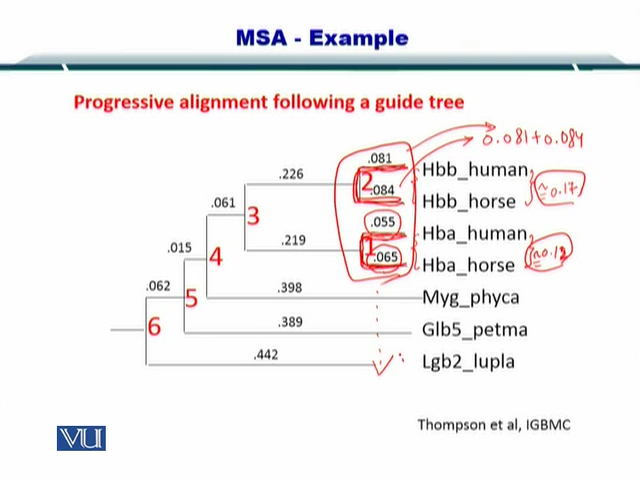 MSA - Example
Progressive alignment following a guide tree
0.081+0.084
.081
Hbb_human
.226
2
.084
≈0.17
Hbb_horse
.061
3
.055
Hba_human
.219
1
.015
4
.065
≈0.12
Hba_horse
.062
5
.398
Myg_phyca
6
.389
Glb5_petma
.442
Lgb2_lupla
Thompson et al, IGBMC
VU